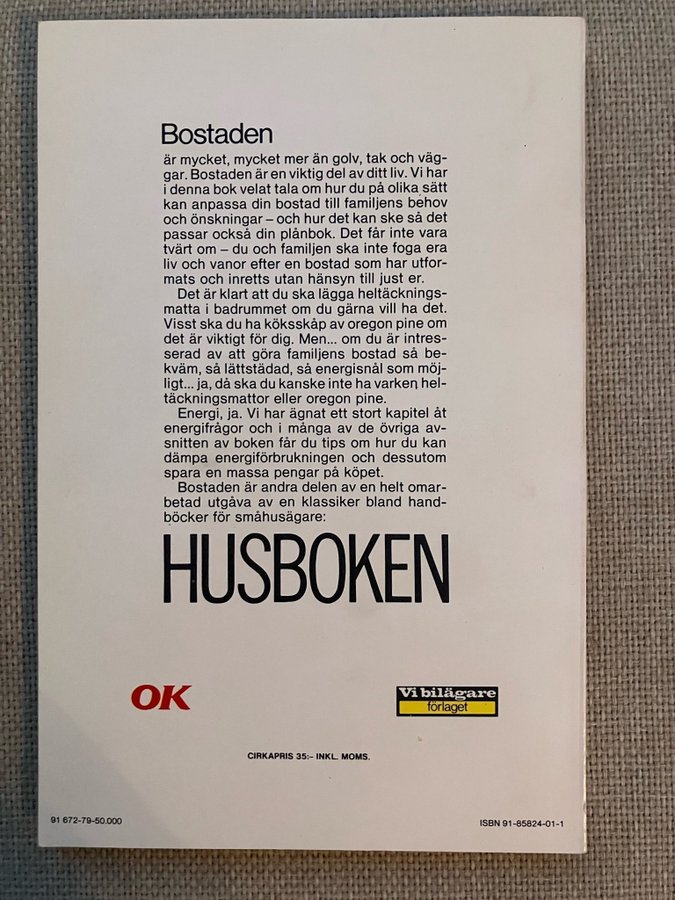 Bostaden
är mycket, mycket mer än golv, tak och väg-
gar. Bostaden är en viktig del av ditt liv. Vi har
i denna bok velat tala om hur du på olika sätt
kan anpassa din bostad till familjens behov
och önskningar – och hur det kan ske så det
passar också din plånbok. Det får inte vara
tvärt om – du och familjen ska inte foga era
liv och vanor efter en bostad som har utfor-
mats och inretts utan hänsyn till just er.
Det är klart att du ska lägga heltäcknings-
matta i badrummet om du gärna vill ha det.
Visst ska du ha köksskåp av oregon pine om
det är viktigt för dig. Men... om du är intres-
serad av att göra familjens bostad så be-
kväm, så lättstädad, så energisnål som möj-
ligt... ja, då ska du kanske inte ha varken hel-
täckningsmattor eller oregon pine.
Energi, ja. Vi har ägnat ett stort kapitel åt
energifrågor och i många av de övriga av-
snitten av boken får du tips om hur du kan
dämpa energiförbrukningen och dessutom
spara en massa pengar på köpet.
Bostaden är andra delen av en helt omar-
betad utgåva av en klassiker bland hand-
böcker för småhusägare:
HUSBOKEN
OK
Vi bilägare
förlaget
CIRKAPRIS 35:– INKL. MOMS.
91 672-79-50.000
ISBN 91-85824-01-1